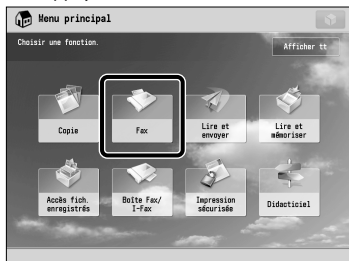 Menu principal
Choisir une fonction.
Afficher tt
Copie
Fax
Lire et
envoyer
Lire et
mémoriser
Accès fich.
enregistrés
Boîte Fax/
I-Fax
Impression
sécurisée
Didacticiel